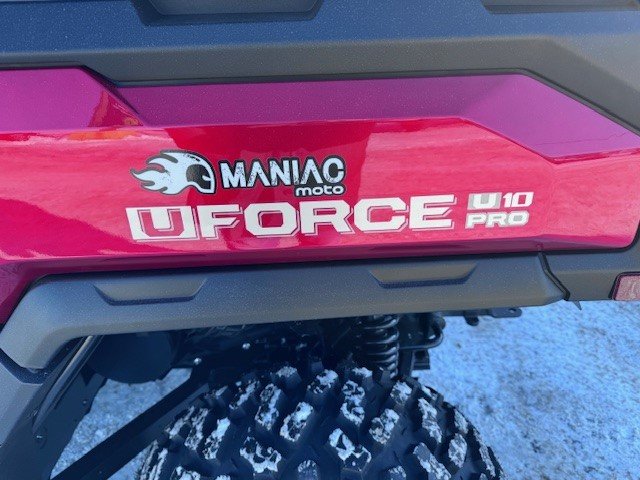 MANIAC
moto
UFORCE U10
PRO